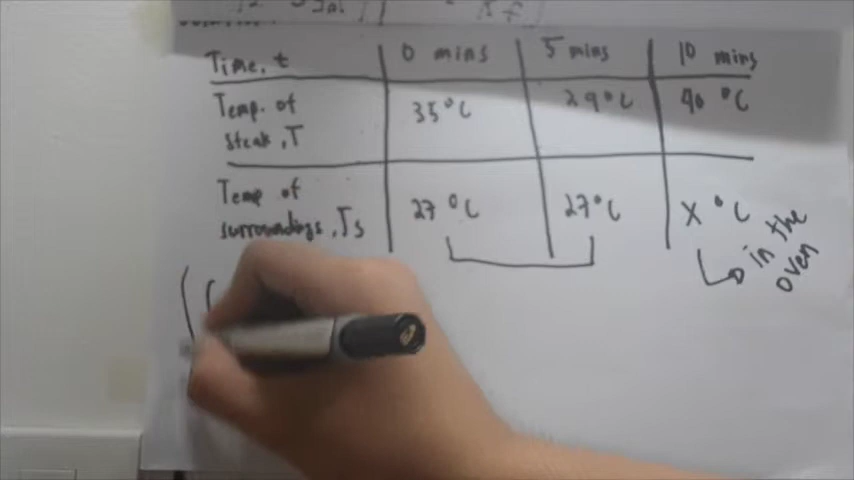 Time, t 0 mins 5 mins 10 mins
Temp. of 35°C 29°C 40 °C
steak, T
Temp of 27 °C 27°C X °C
surroundings, Ts
in the
oven